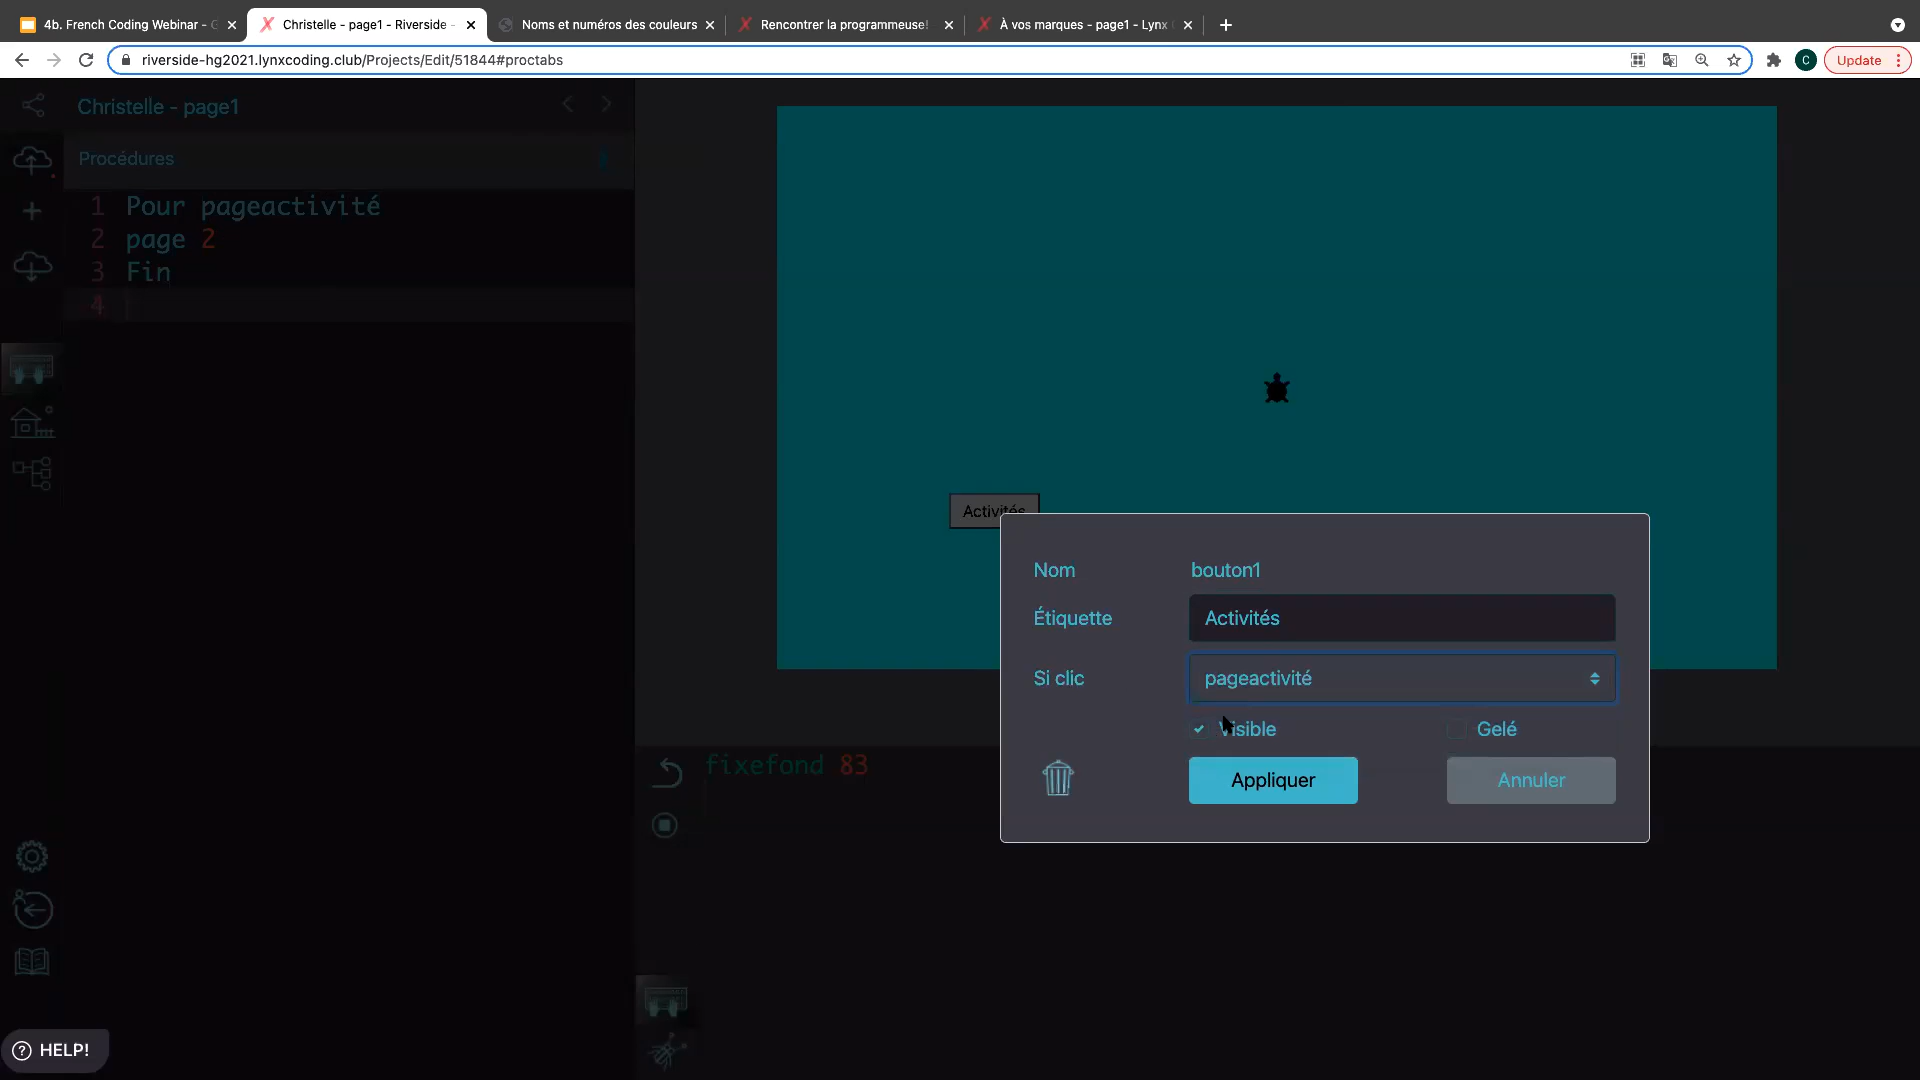 4b. French Coding Webinar - G
Christelle - page1 - Riverside -
Noms et numéros des couleurs
Rencontrer la programmeuse!
À vos marques - page1 - Lynx
riverside-hg2021.lynxcoding.club/Projects/Edit/51844#proctabs
C
Update
Christelle - page1
Procédures
1 Pour pageactivité
2 page 2
3 Fin
4
Activités
Nom bouton1
Étiquette Activités
Si clic pageactivité
Visible Gelé
Appliquer Annuler
fixefond 83
? HELP!